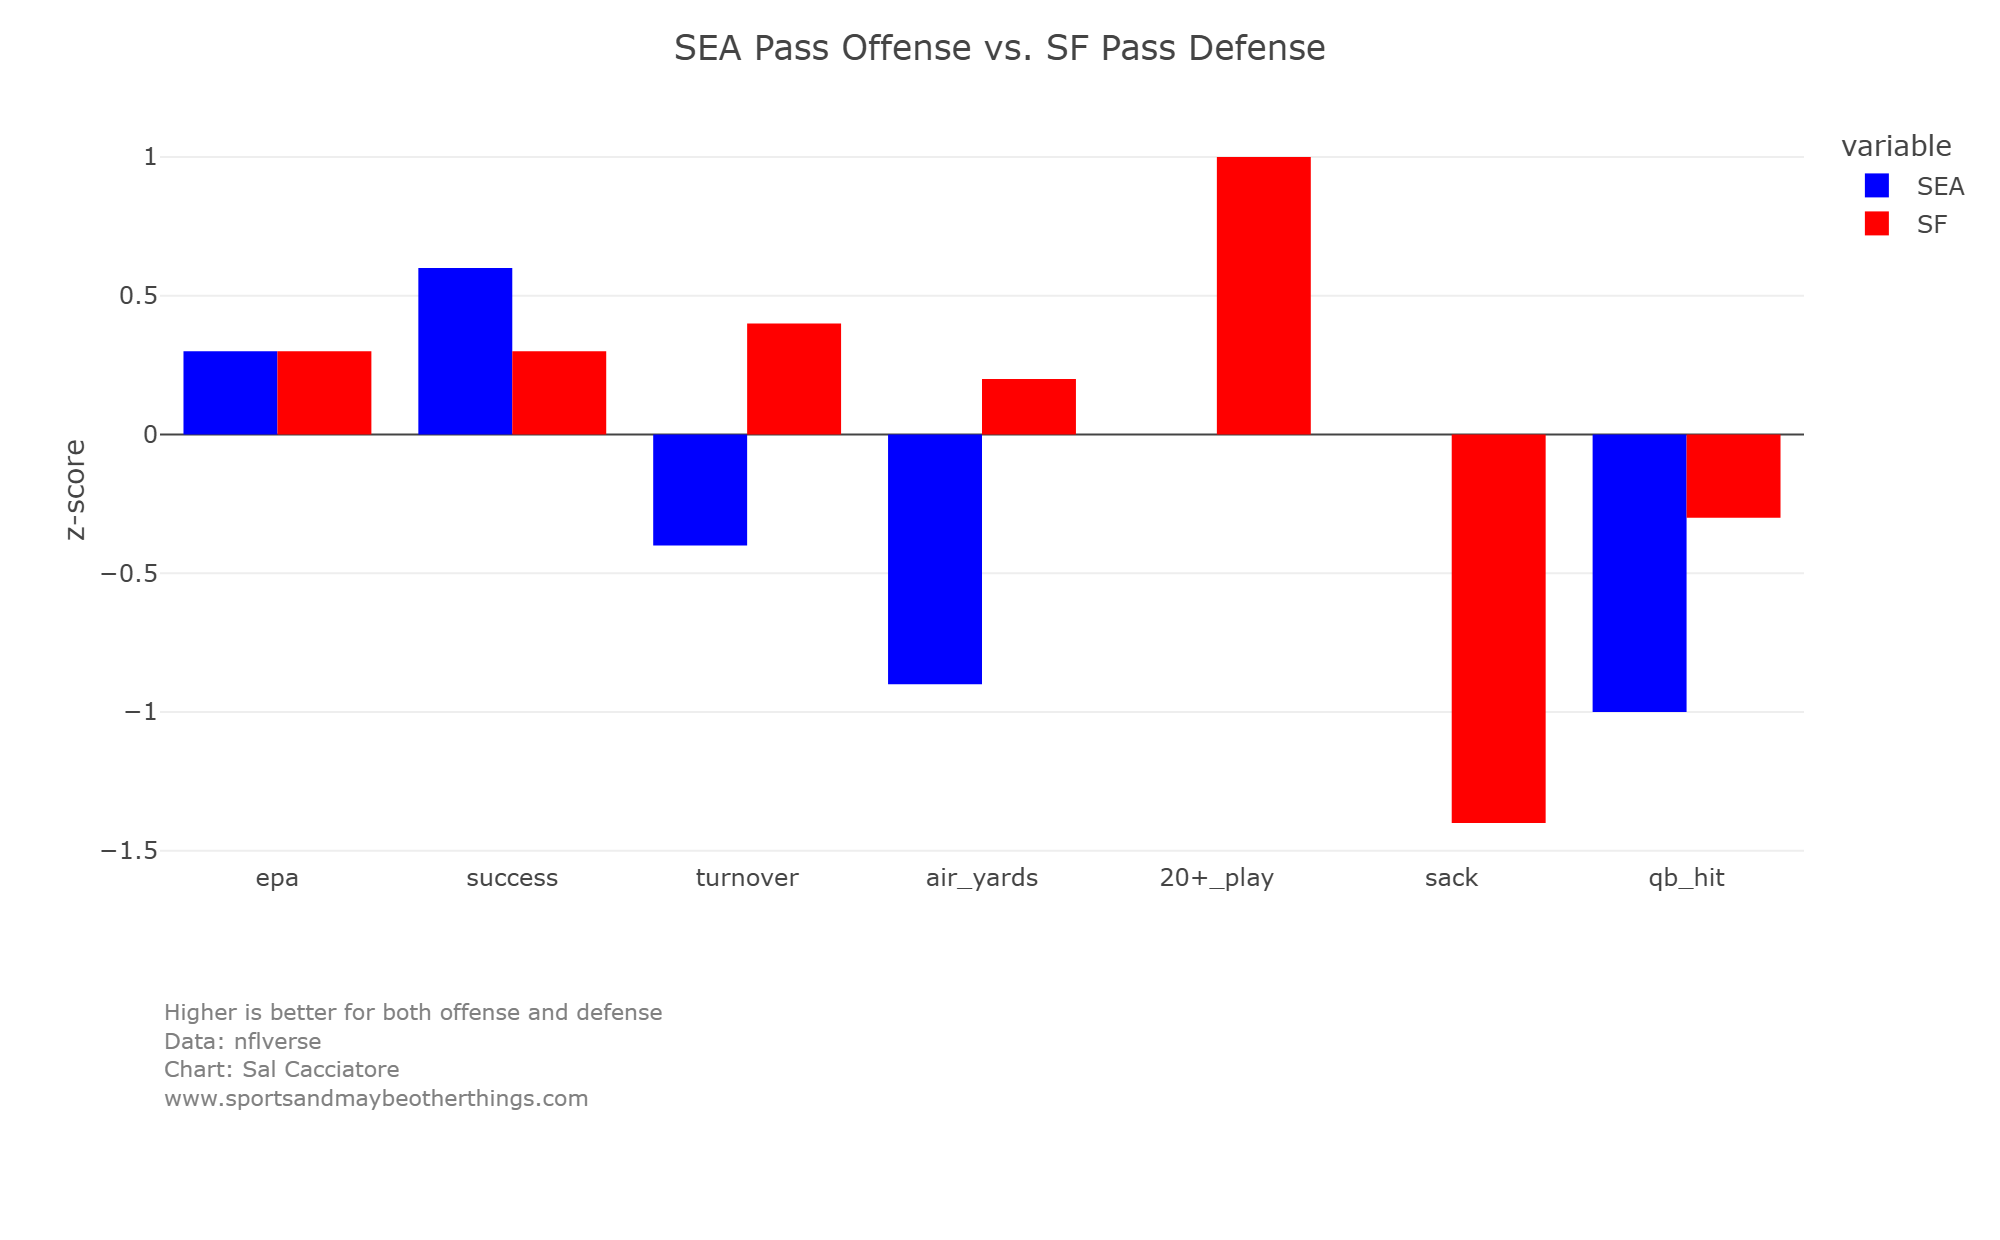 SEA Pass Offense vs. SF Pass Defense
variable
SEA
SF
1
0.5
0
−0.5
−1
−1.5
z-score
epa
success
turnover
air_yards
20+_play
sack
qb_hit
Higher is better for both offense and defense
Data: nflverse
Chart: Sal Cacciatore
www.sportsandmaybeotherthings.com